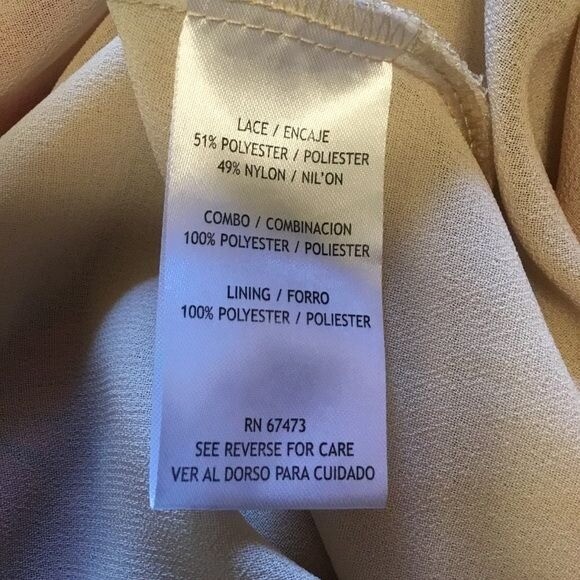 LACE / ENCAJE
51% POLYESTER / POLIESTER
49% NYLON / NIL'ON
COMBO / COMBINACION
100% POLYESTER / POLIESTER
LINING / FORRO
100% POLYESTER / POLIESTER
RN 67473
SEE REVERSE FOR CARE
VER AL DORSO PARA CUIDADO